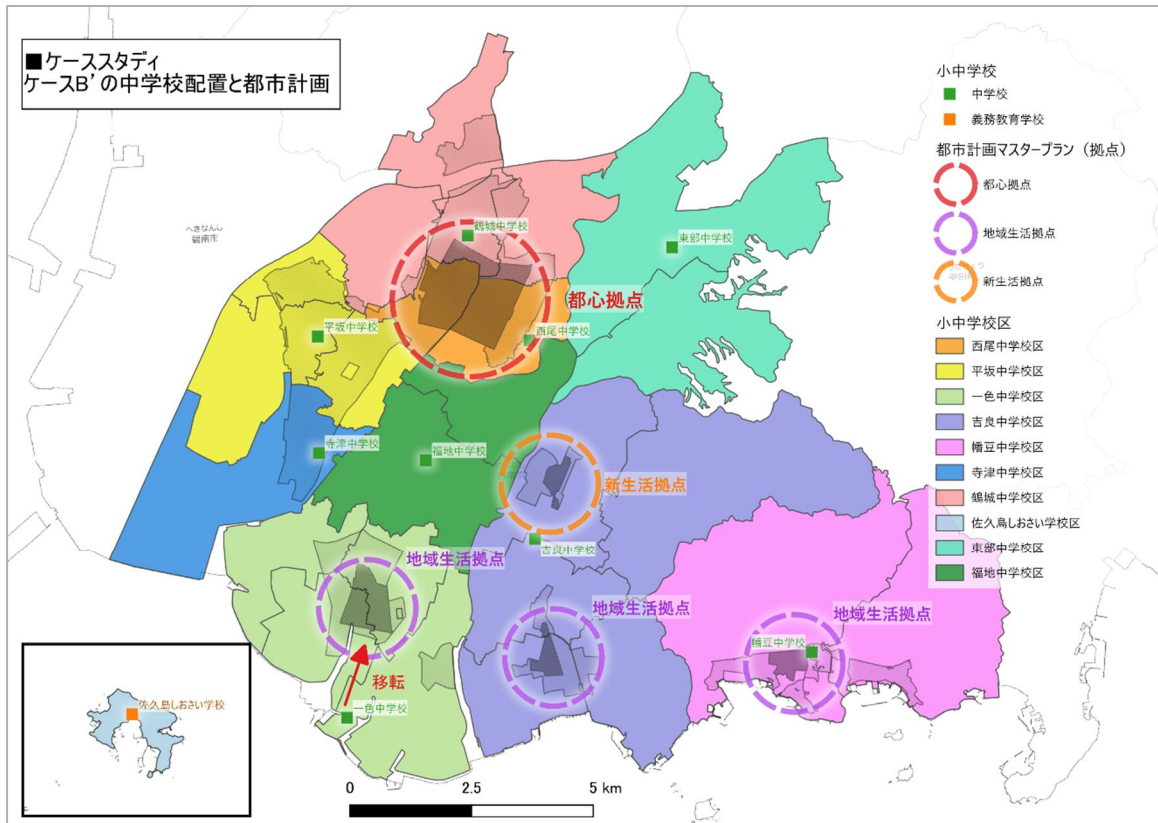 ■ケーススタディ
ケースB’の中学校配置と都市計画
小中学校
中学校
義務教育学校
都市計画マスタープラン（拠点）
都心拠点
地域生活拠点
新生活拠点
小中学校区
西尾中学校区
平坂中学校区
一色中学校区
吉良中学校区
幡豆中学校区
寺津中学校区
鶴城中学校区
佐久島しおさい学校区
東部中学校区
福地中学校区
へきなんし
碧南市
鶴城中学校
東部中学校
都心拠点
平坂中学校
西尾中学校
寺津中学校
福地中学校
新生活拠点
吉良中学校
地域生活拠点
地域生活拠点
地域生活拠点
幡豆中学校
移転
一色中学校
佐久島しおさい学校
0
2.5
5 km